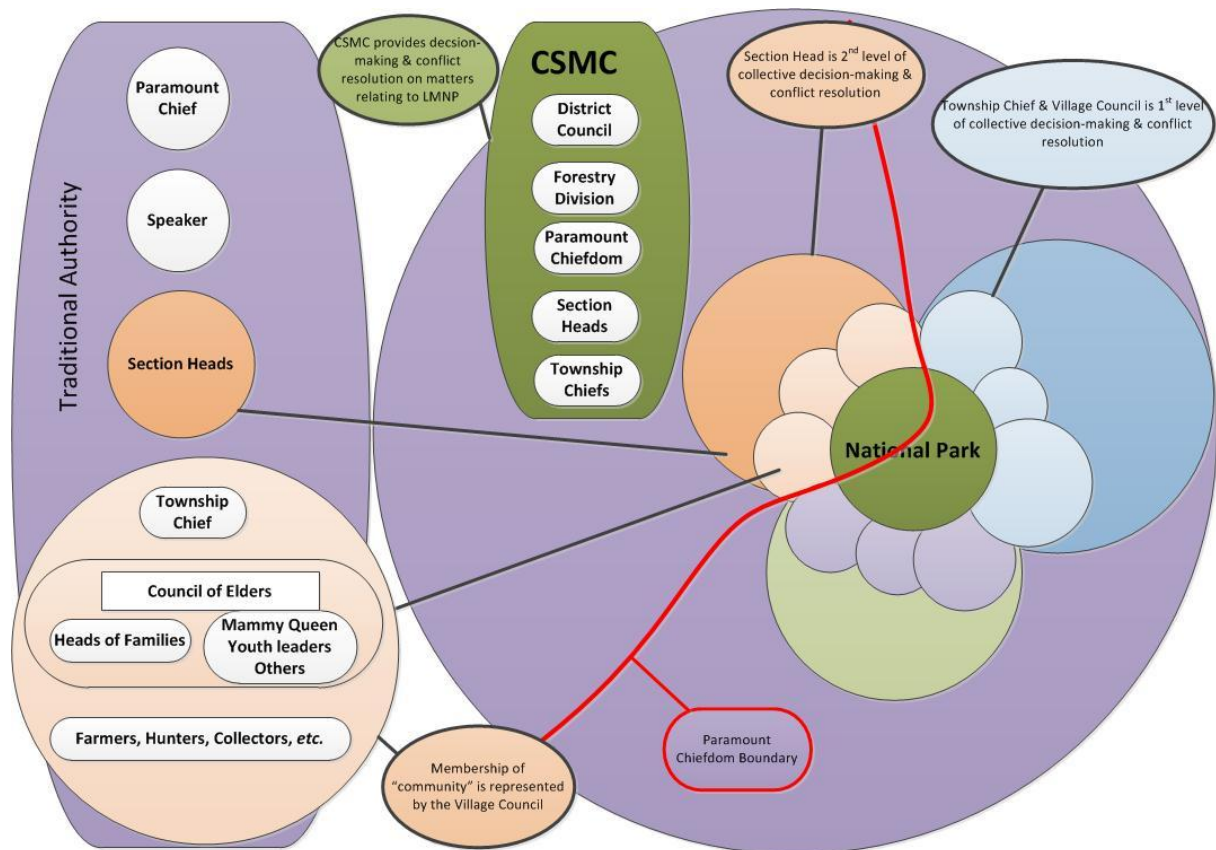 Traditional Authority
Paramount
Chief
Speaker
Section Heads
Township
Chief
Council of Elders
Heads of Families
Mammy Queen
Youth leaders
Others
Farmers, Hunters, Collectors, etc.
CSMC provides decsion-
making & conflict
resolution on matters
relating to LMNP
CSMC
District
Council
Forestry
Division
Paramount
Chiefdom
Section
Heads
Township
Chiefs
Section Head is 2nd level of
collective decision-making &
conflict resolution
Township Chief & Village Council is 1st level
of collective decision-making & conflict
resolution
National Park
Paramount
Chiefdom Boundary
Membership of
“community” is represented
by the Village Council